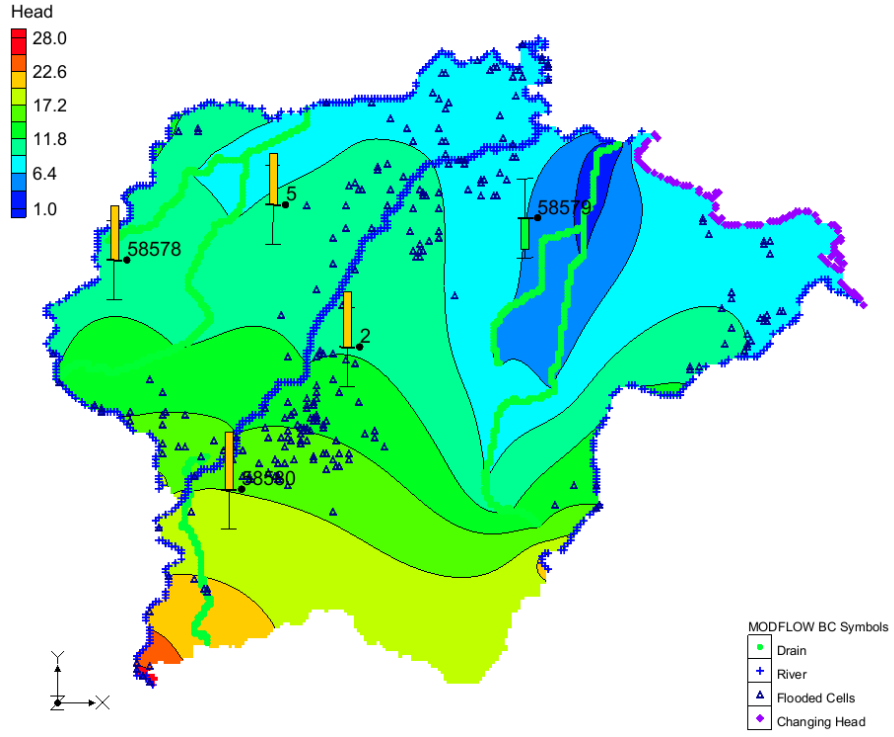 Head
28.0
22.6
17.2
11.8
6.4
1.0
5
58579
58578
2
58580
Y
Z
X
MODFLOW BC Symbols
Drain
River
Flooded Cells
Changing Head